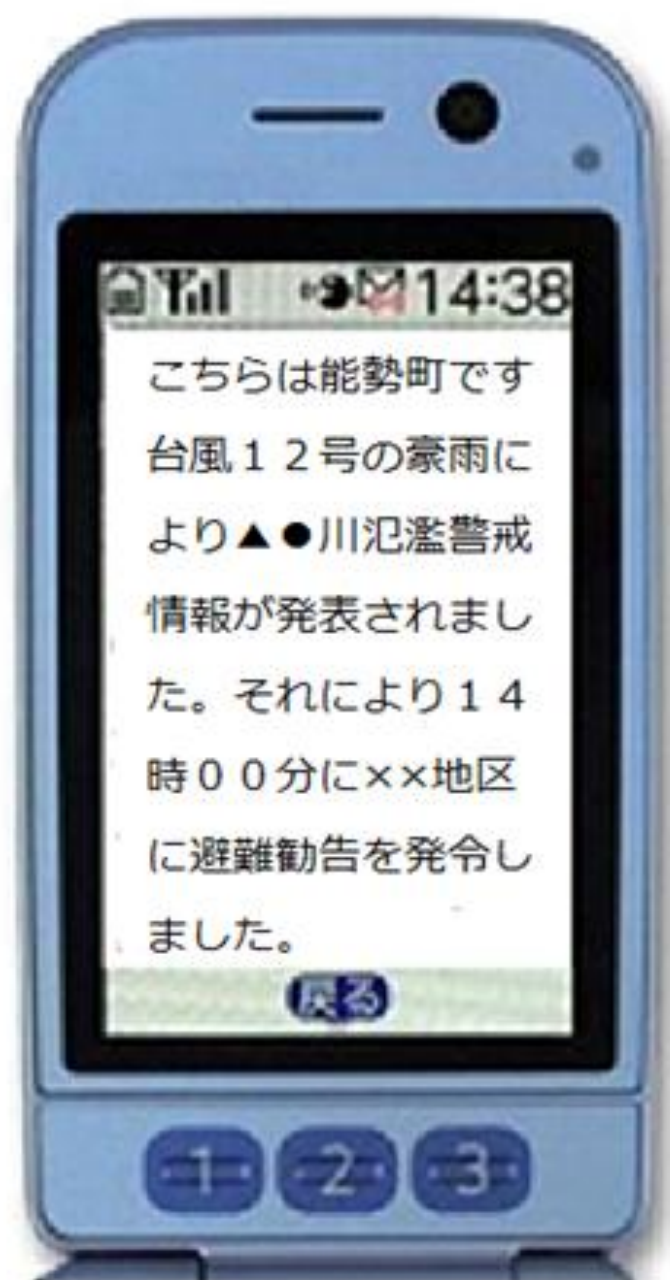 14:38
こちらは能勢町です
台風１２号の豪雨に
より▲●川氾濫警戒
情報が発表されまし
た。それにより１４
時００分に××地区
に避難勧告を発令し
ました。
戻る
1 2 3